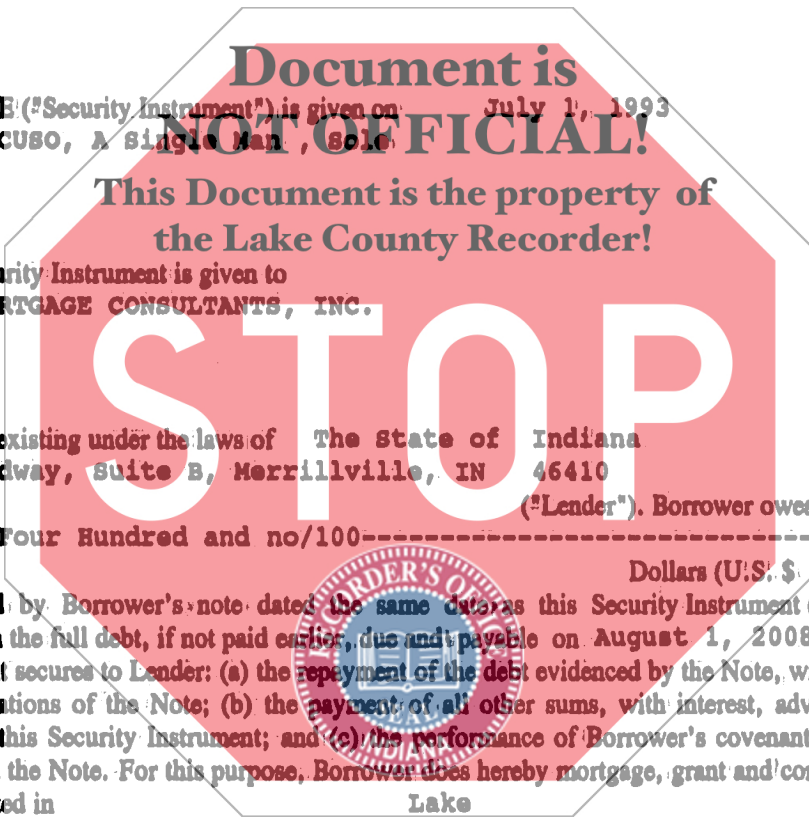 Document is
E ("Security Instrument") is given on July 1, 1993
NOT OFFICIAL!
CUSO, A Single Man , Sole
This Document is the property of
the Lake County Recorder!
urity Instrument is given to
RTGAGE CONSULTANTS, INC.
STOP
existing under the laws of The State of Indiana
dway, Suite B, Merrillville, IN 46410
("Lender"). Borrower owe
Four Hundred and no/100------------------------------
Dollars (U.S. $
RECORDER'S OFFICE
d by Borrower's note dated the same date as this Security Instrument
the full debt, if not paid earlier, due and payable on August 1, 2008
t secures to Lender: (a) the repayment of the debt evidenced by the Note, w
ations of the Note; (b) the payment of all other sums, with interest, adv
SEAL
this Security Instrument; and (c) the performance of Borrower's covenant
INDIANA
the Note. For this purpose, Borrower does hereby mortgage, grant and con
ed in Lake